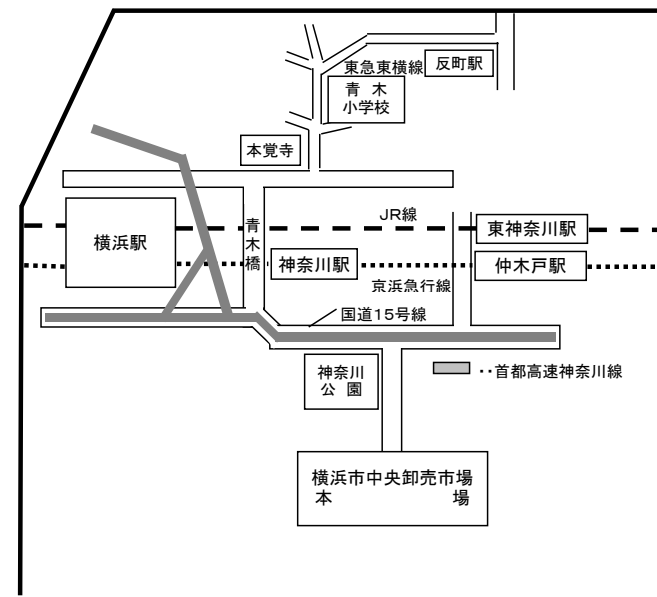 反町駅
東急東横線
青 木
小学校
本覚寺
JR線
青木橋
東神奈川駅
横浜駅
神奈川駅
仲木戸駅
京浜急行線
国道15号線
神奈川
公 園
‥首都高速神奈川線
横浜市中央卸売市場
本 場